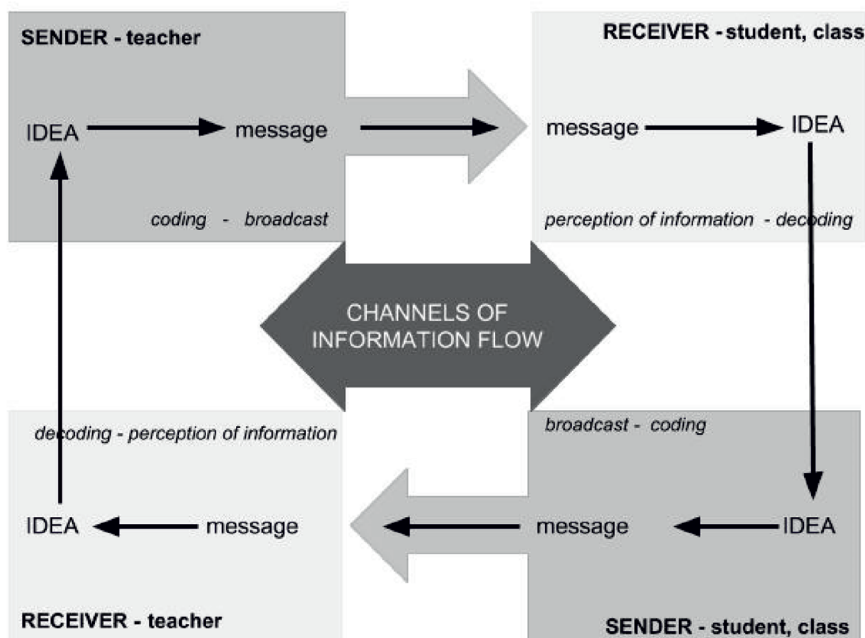 SENDER - teacher
IDEA
message
coding - broadcast
RECEIVER - student, class
message
IDEA
perception of information - decoding
CHANNELS OF
INFORMATION FLOW
decoding - perception of information
IDEA
message
RECEIVER - teacher
broadcast - coding
message
IDEA
SENDER - student, class